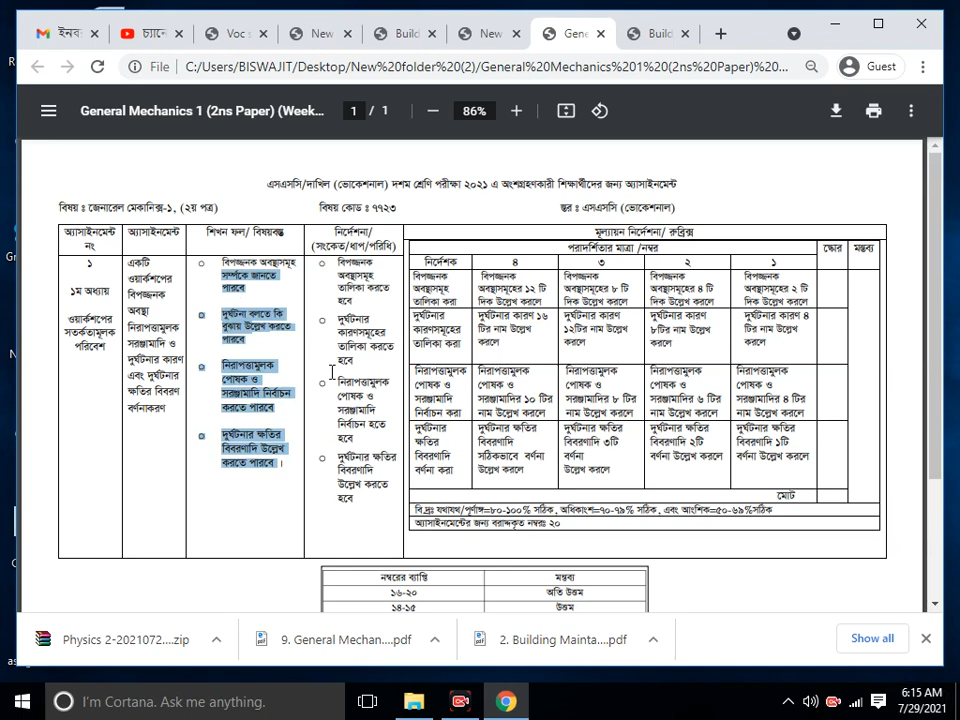 ইনব
চ্যানে
Voc s
New
Build
New
Gene
Build
File
C:/Users/BISWAJIT/Desktop/New%20folder%20(2)/General%20Mechanics%201%20(2ns%20Paper)%20...
Guest
General Mechanics 1 (2ns Paper) (Week...
1 / 1
86%
এসএসসি/দাখিল (ভোকেশনাল) দশম শ্রেণি পরীক্ষা ২০২১ এ অংশগ্রহণকারী শিক্ষার্থীদের জন্য অ্যাসাইনমেন্ট
বিষয় : জেনারেল মেকানিক্স-১, (২য় পত্র)
বিষয় কোড : ৭৭২৩
স্তর : এসএসসি (ভোকেশনাল)
অ্যাসাইনমেন্ট নং
অ্যাসাইনমেন্ট
শিখন ফল/ বিষয়বস্তু
নির্দেশনা/
(সংকেত/ধাপ/পরিধি)
মূল্যায়ন নির্দেশনা/ রুব্রিক্স
পারদর্শিতার মাত্রা /নম্বর
স্কোর
মন্তব্য
নির্দেশক
৪
৩
২
১
১
১ম অধ্যায়
ওয়ার্কশপের
সতর্কতামূলক
পরিবেশ
একটি
ওয়ার্কশপের
বিপজ্জনক
অবস্থা
নিরাপত্তামুলক
সরঞ্জামাদি ও
দুর্ঘটনার কারণ
এবং দুর্ঘটনার
ক্ষতির বিবরণ
বর্ণনাকরণ
বিপজ্জনক অবস্থাসমূহ
সর্ম্পকে জানতে
পারবে
দুর্ঘটনা বলতে কি
বুঝায় উল্লেখ করতে
পারবে
নিরাপত্তামুলক
পোষক ও
সরঞ্জামাদি নির্বাচন
করতে পারবে
দুর্ঘটনার ক্ষতির
বিবরণাদি উল্লেখ
করতে পারবে ।
বিপজ্জনক
অবস্থাসমূহ
তালিকা করতে
হবে
দুর্ঘটনার
কারণসমূহের
তালিকা করতে
হবে
নিরাপত্তামুলক
পোষক ও
সরঞ্জামাদি
নির্বাচন হতে
হবে
দুর্ঘটনার ক্ষতির
বিবরণাদি
উল্লেখ করতে
হবে
বিপজ্জনক
অবস্থাসমূহ
তালিকা করা
বিপজ্জনক
অবস্থাসমূহের ১২ টি
দিক উল্লেখ করলে
বিপজ্জনক
অবস্থাসমূহের ৮ টি
দিক উল্লেখ করলে
বিপজ্জনক
অবস্থাসমূহের ৪ টি
দিক উল্লেখ করলে
বিপজ্জনক
অবস্থাসমূহের ২ টি
দিক উল্লেখ করলে
দুর্ঘটনার
কারণসমূহের
তালিকা করা
দুর্ঘটনার কারণ ১৬
টির নাম উল্লেখ
করলে
দুর্ঘটনার কারণ
১২টির নাম উল্লেখ
করলে
দুর্ঘটনার কারণ
৮টির নাম উল্লেখ
করলে
দুর্ঘটনার কারণ ৪
টি নাম উল্লেখ
করলে
নিরাপত্তামুলক
পোষক ও
সরঞ্জামাদি
নির্বাচন করা
নিরাপত্তামুলক
পোষক ও
সরঞ্জামাদির ১০ টির
নাম উল্লেখ করলে
নিরাপত্তামুলক
পোষক ও
সরঞ্জামাদির ৮ টির
নাম উল্লেখ করলে
নিরাপত্তামুলক
পোষক ও
সরঞ্জামাদির ৬ টির
নাম উল্লেখ করলে
নিরাপত্তামুলক
পোষক ও
সরঞ্জামাদির ৪ টির
নাম উল্লেখ করলে
দুর্ঘটনার
ক্ষতির
বিবরণাদি
বর্ণনা করা
দুর্ঘটনার ক্ষতির
বিবরণাদি
সঠিকভাবে বর্ণনা
উল্লেখ করলে
দুর্ঘটনার ক্ষতির
বিবরণাদি ৩টি
বর্ণনা
উল্লেখ করলে
দুর্ঘটনার ক্ষতির
বিবরণাদি ২টি
বর্ণনা উল্লেখ করলে
দুর্ঘটনার ক্ষতির
বিবরণাদি ১টি
বর্ণনা উল্লেখ করলে
মোট
বি.দ্রঃ যথাযথ/পূর্ণাঙ্গ=৮০-১০০% সঠিক, অধিকাংশ=৭০-৭৯% সঠিক, এবং আংশিক=৫০-৬৯%সঠিক
অ্যাসাইনমেন্টের জন্য বরাদ্দকৃত নম্বরঃ ২০
নম্বরের ব্যাপ্তি
মন্তব্য
১৬-২০
অতি উত্তম
১৪-১৫
উত্তম
Physics 2-2021072....zip
9. General Mechan....pdf
2. Building Mainta....pdf
Show all
I'm Cortana. Ask me anything.
6:15 AM
7/29/2021